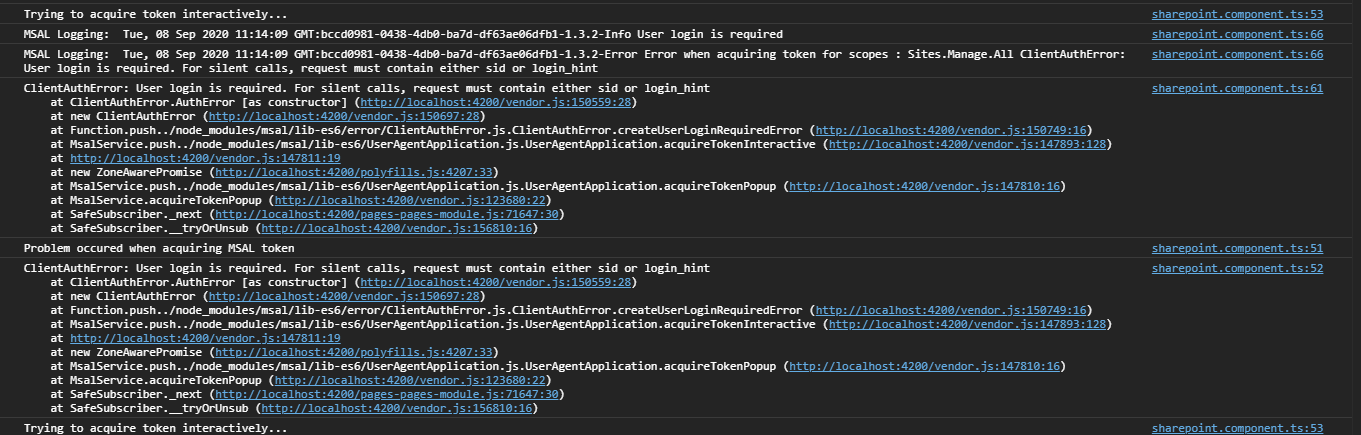 Trying to acquire token interactively... sharepoint.component.ts:53
MSAL Logging:  Tue, 08 Sep 2020 11:14:09 GMT:bccd0981-0438-4db0-ba7d-df63ae06dfb1-1.3.2-Info User login is required sharepoint.component.ts:66
MSAL Logging:  Tue, 08 Sep 2020 11:14:09 GMT:bccd0981-0438-4db0-ba7d-df63ae06dfb1-1.3.2-Error Error when acquiring token for scopes : Sites.Manage.All ClientAuthError: sharepoint.component.ts:66
User login is required. For silent calls, request must contain either sid or login_hint
ClientAuthError: User login is required. For silent calls, request must contain either sid or login_hint sharepoint.component.ts:61
at ClientAuthError.AuthError [as constructor] (http://localhost:4200/vendor.js:150559:28)
at new ClientAuthError (http://localhost:4200/vendor.js:150697:28)
at Function.push../node_modules/msal/lib-es6/error/ClientAuthError.js.ClientAuthError.createUserLoginRequiredError (http://localhost:4200/vendor.js:150749:16)
at MsalService.push../node_modules/msal/lib-es6/UserAgentApplication.js.UserAgentApplication.acquireTokenInteractive (http://localhost:4200/vendor.js:147893:128)
at http://localhost:4200/vendor.js:147811:19
at new ZoneAwarePromise (http://localhost:4200/polyfills.js:4207:33)
at MsalService.push../node_modules/msal/lib-es6/UserAgentApplication.js.UserAgentApplication.acquireTokenPopup (http://localhost:4200/vendor.js:147810:16)
at MsalService.acquireTokenPopup (http://localhost:4200/vendor.js:123680:22)
at SafeSubscriber._next (http://localhost:4200/pages-pages-module.js:71647:30)
at SafeSubscriber.__tryOrUnsub (http://localhost:4200/vendor.js:156810:16)
Problem occured when acquiring MSAL token sharepoint.component.ts:51
ClientAuthError: User login is required. For silent calls, request must contain either sid or login_hint sharepoint.component.ts:52
at ClientAuthError.AuthError [as constructor] (http://localhost:4200/vendor.js:150559:28)
at new ClientAuthError (http://localhost:4200/vendor.js:150697:28)
at Function.push../node_modules/msal/lib-es6/error/ClientAuthError.js.ClientAuthError.createUserLoginRequiredError (http://localhost:4200/vendor.js:150749:16)
at MsalService.push../node_modules/msal/lib-es6/UserAgentApplication.js.UserAgentApplication.acquireTokenInteractive (http://localhost:4200/vendor.js:147893:128)
at http://localhost:4200/vendor.js:147811:19
at new ZoneAwarePromise (http://localhost:4200/polyfills.js:4207:33)
at MsalService.push../node_modules/msal/lib-es6/UserAgentApplication.js.UserAgentApplication.acquireTokenPopup (http://localhost:4200/vendor.js:147810:16)
at MsalService.acquireTokenPopup (http://localhost:4200/vendor.js:123680:22)
at SafeSubscriber._next (http://localhost:4200/pages-pages-module.js:71647:30)
at SafeSubscriber.__tryOrUnsub (http://localhost:4200/vendor.js:156810:16)
Trying to acquire token interactively... sharepoint.component.ts:53